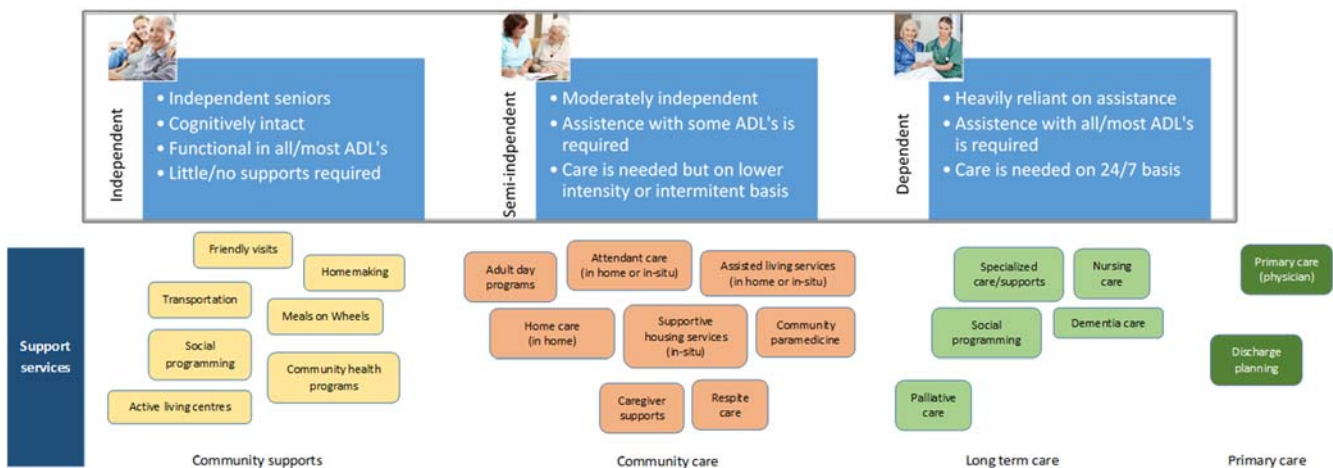 Independent
• Independent seniors
• Cognitively intact
• Functional in all/most ADL's
• Little/no supports required
Semi-indpendent
• Moderately independent
• Assistence with some ADL's is
required
• Care is needed but on lower
intensity or intermitent basis
Dependent
• Heavily reliant on assistance
• Assistence with all/most ADL's
is required
• Care is needed on 24/7 basis
Support
services
Friendly visits
Homemaking
Transportation
Meals on Wheels
Social
programming
Community health
programs
Active living centres
Community supports
Adult day
programs
Attendant care
(in home or in-situ)
Assisted living services
(in home or in-situ)
Home care
(in home)
Supportive
housing services
(in-situ)
Community
paramedicine
Caregiver
supports
Respite
care
Community care
Specialized
care/supports
Nursing
care
Social
programming
Dementia care
Palliative
care
Long term care
Primary care
(physician)
Discharge
planning
Primary care